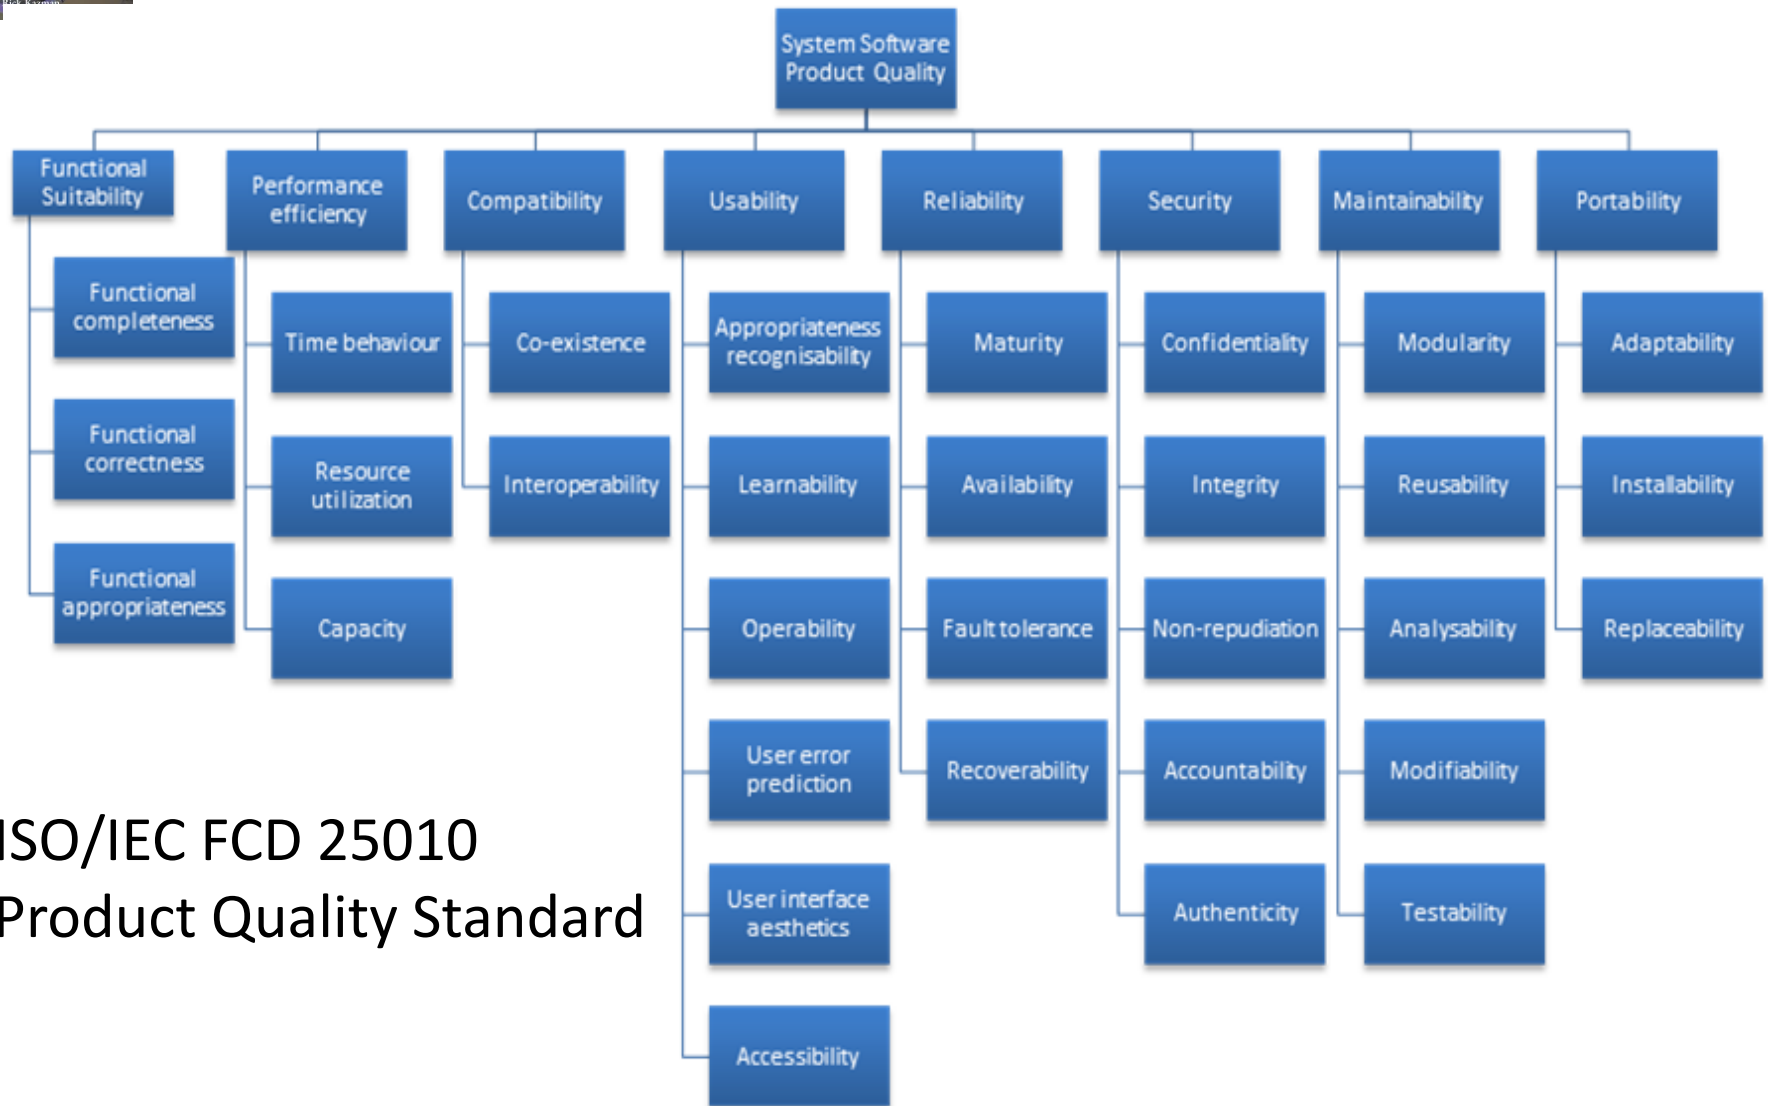 Rick Kazman
System Software
Product Quality
Functional
Suitability
Performance
efficiency
Compatibility
Usability
Reliability
Security
Maintainability
Portability
Functional
completeness
Functional
correctness
Functional
appropriateness
Time behaviour
Resource
utilization
Capacity
Co-existence
Interoperability
Appropriateness
recognisability
Learnability
Operability
User error
prediction
User interface
aesthetics
Accessibility
Maturity
Availability
Fault tolerance
Recoverability
Confidentiality
Integrity
Non-repudiation
Accountability
Authenticity
Modularity
Reusability
Analysability
Modifiability
Testability
Adaptability
Installability
Replaceability
ISO/IEC FCD 25010
Product Quality Standard